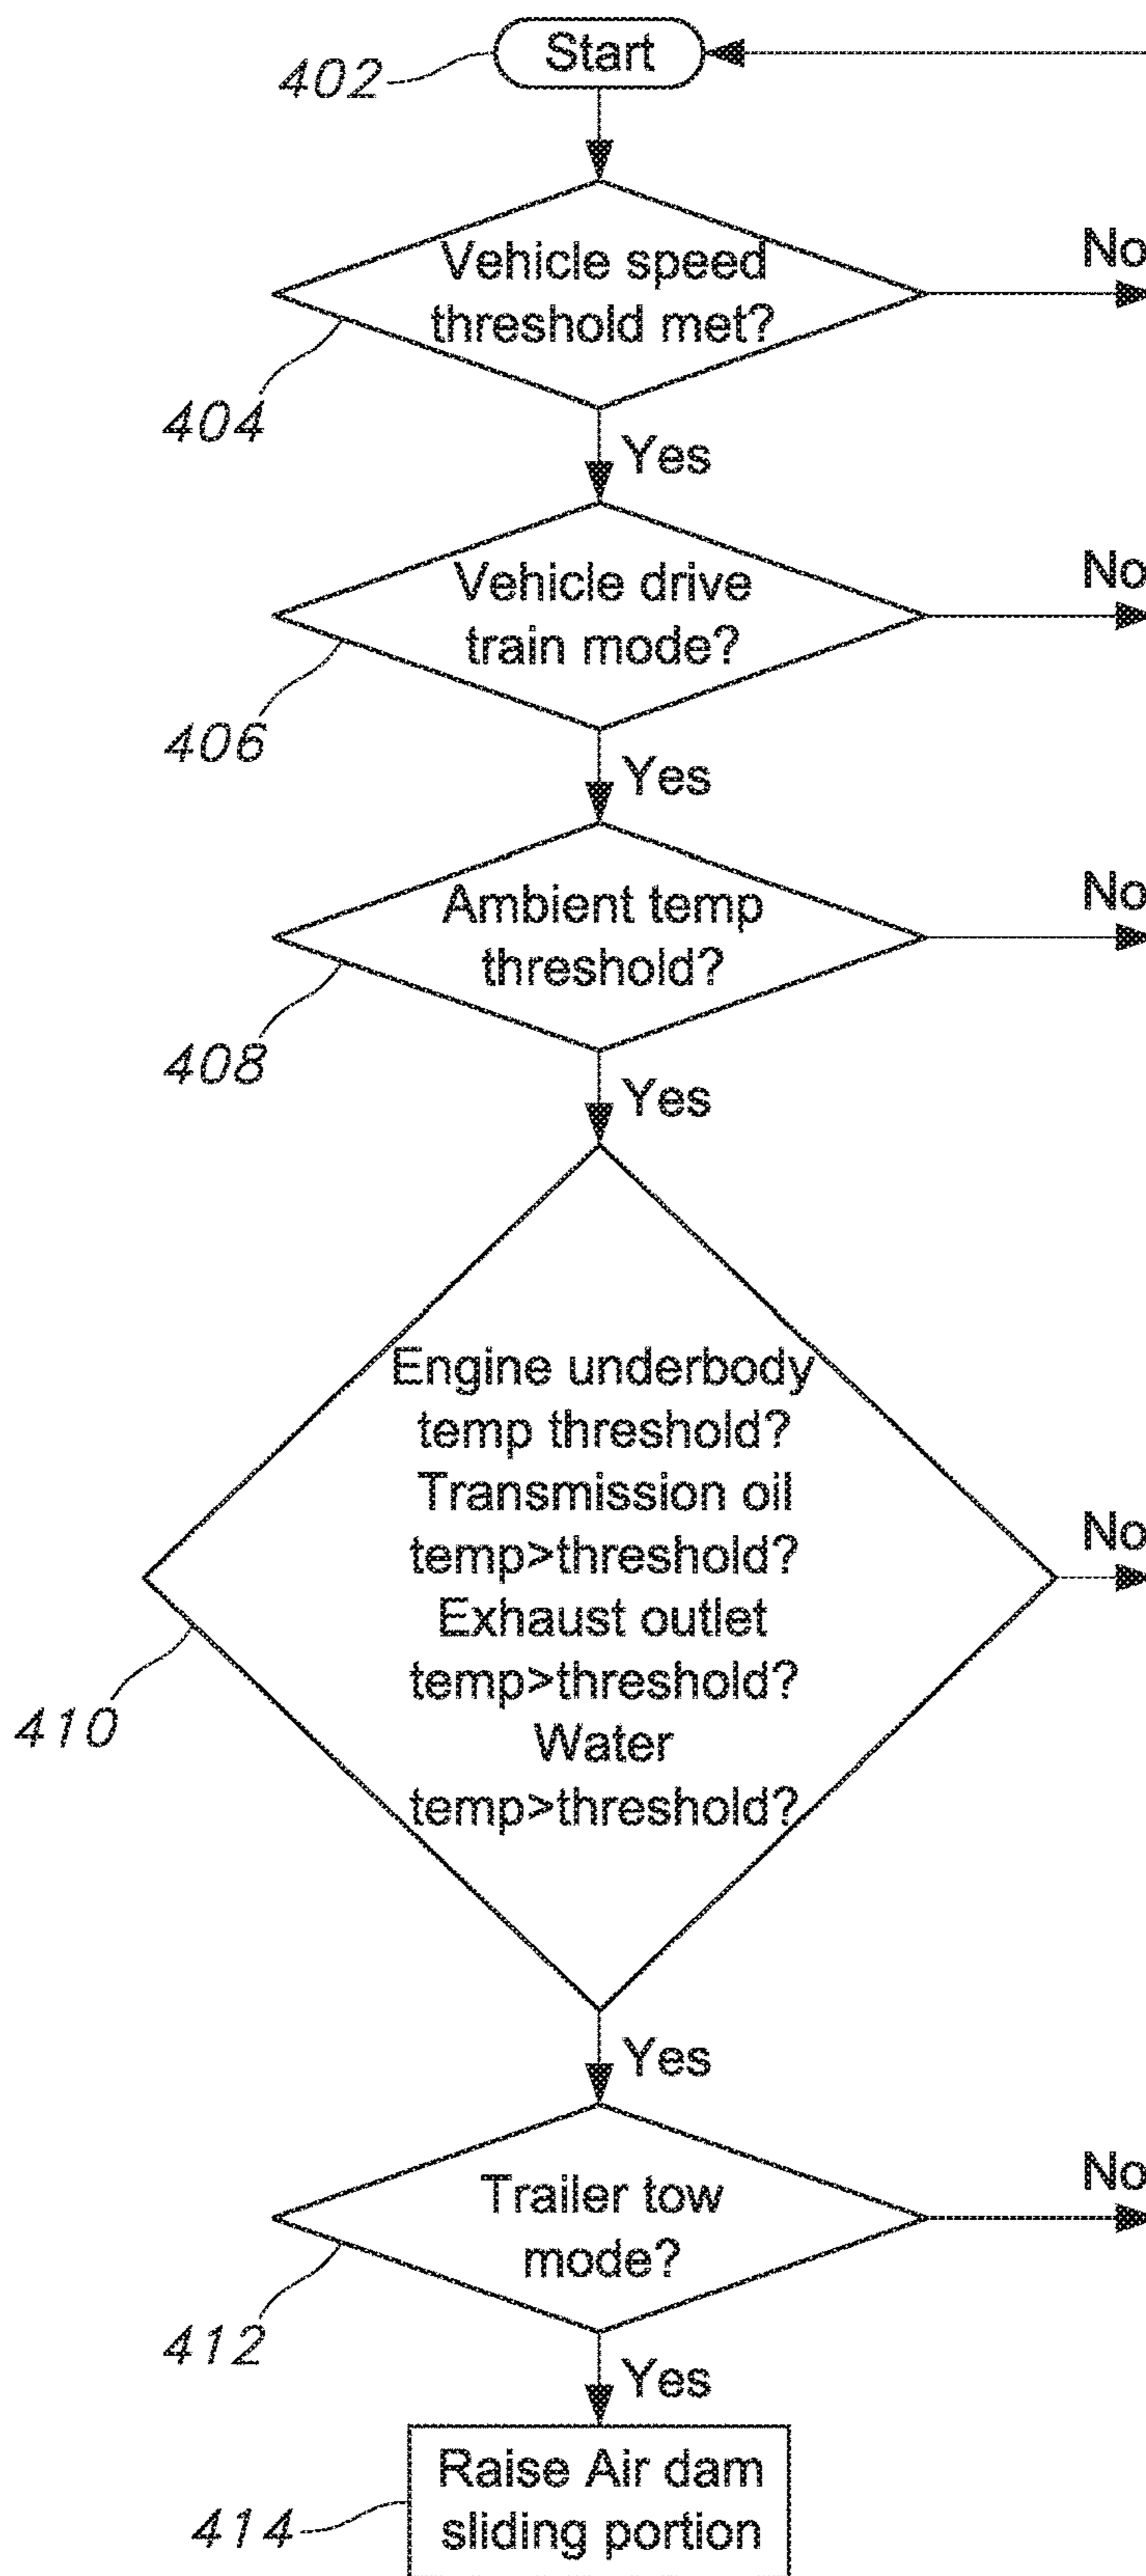 Start
402
Vehicle speed
threshold met?
No
404
Yes
Vehicle drive
train mode?
No
406
Yes
Ambient temp
threshold?
No
408
Yes
Engine underbody
temp threshold?
Transmission oil
temp>threshold?
Exhaust outlet
temp>threshold?
Water
temp>threshold?
No
410
Yes
Trailer tow
mode?
No
412
Yes
Raise Air dam
sliding portion
414